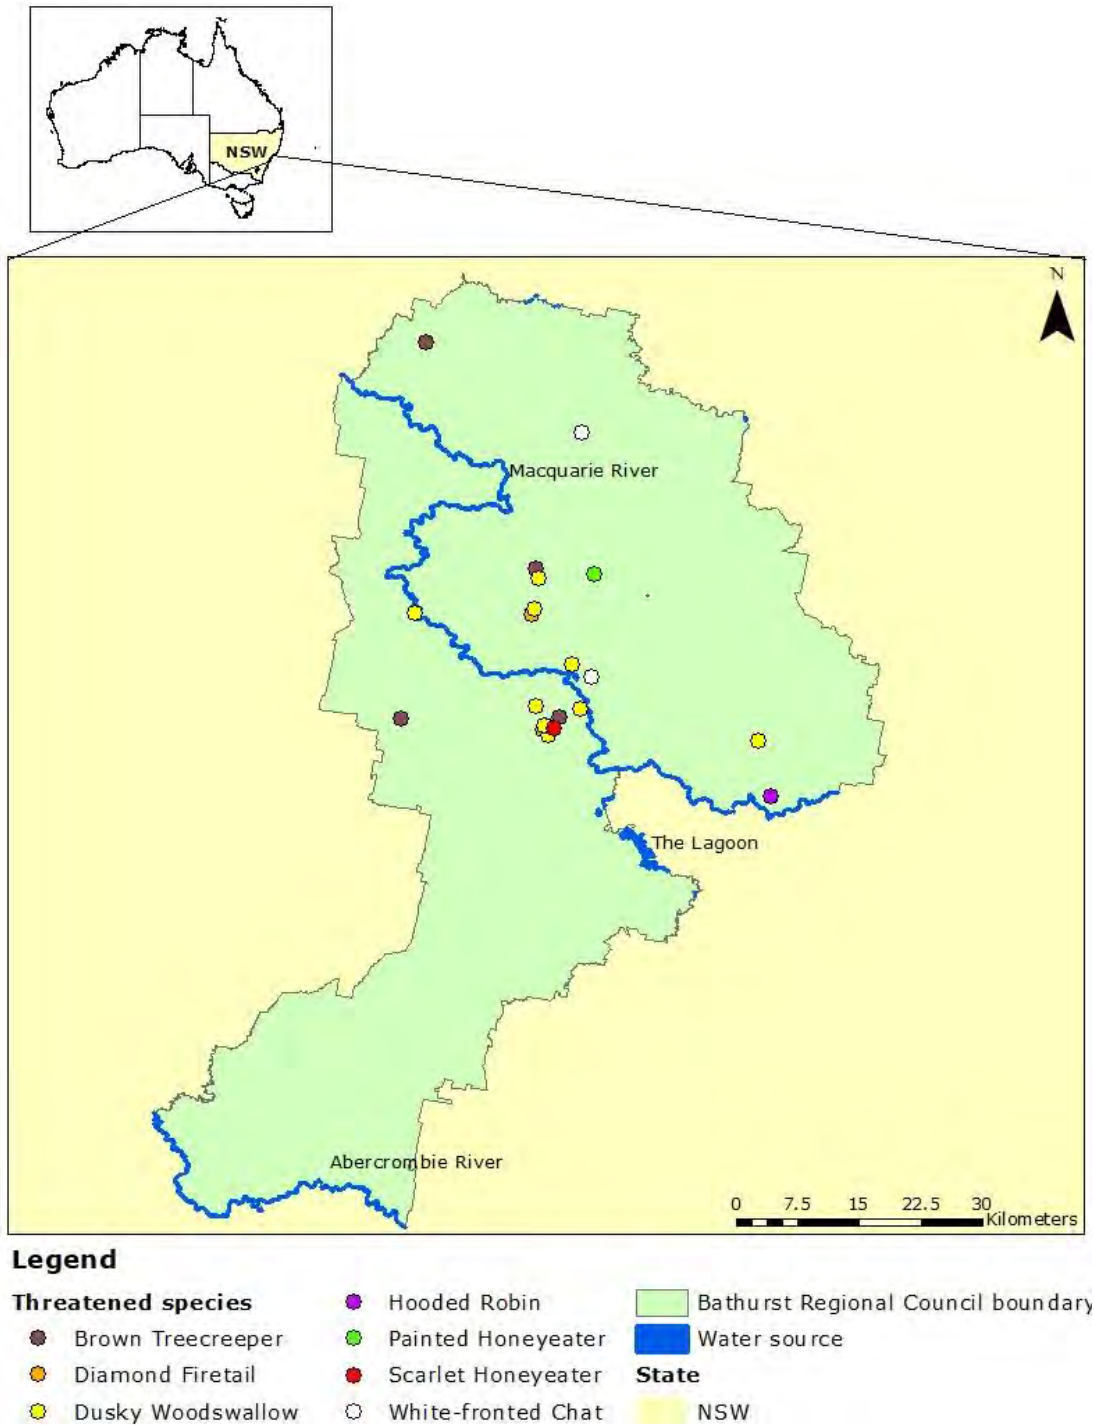 NSW
N
Macquarie River
The Lagoon
Abercrombie River
0 7.5 15 22.5 30
Kilometers
Legend
Threatened species
Brown Treecreeper
Diamond Firetail
Dusky Woodswallow
Hooded Robin
Painted Honeyeater
Scarlet Honeyeater
White-fronted Chat
Bathurst Regional Council boundary
Water source
State
NSW